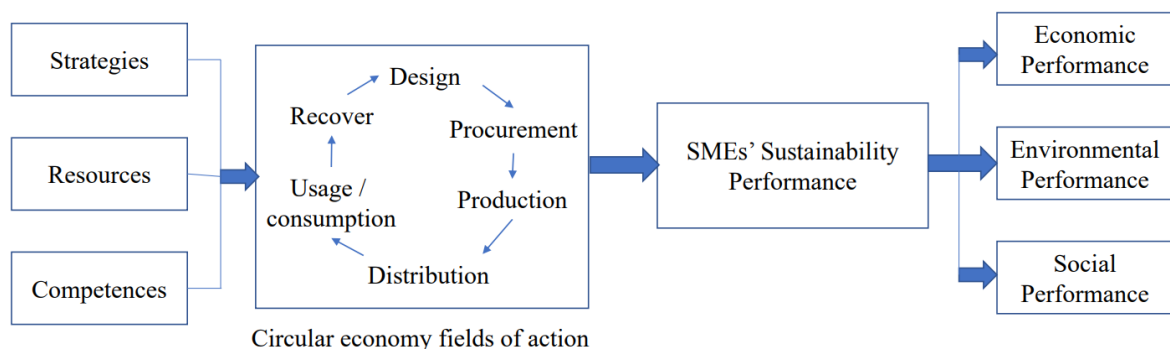 Strategies
Resources
Competences
Design
Procurement
Production
Distribution
Usage /
consumption
Recover
Circular economy fields of action
SMEs’ Sustainability
Performance
Economic
Performance
Environmental
Performance
Social
Performance